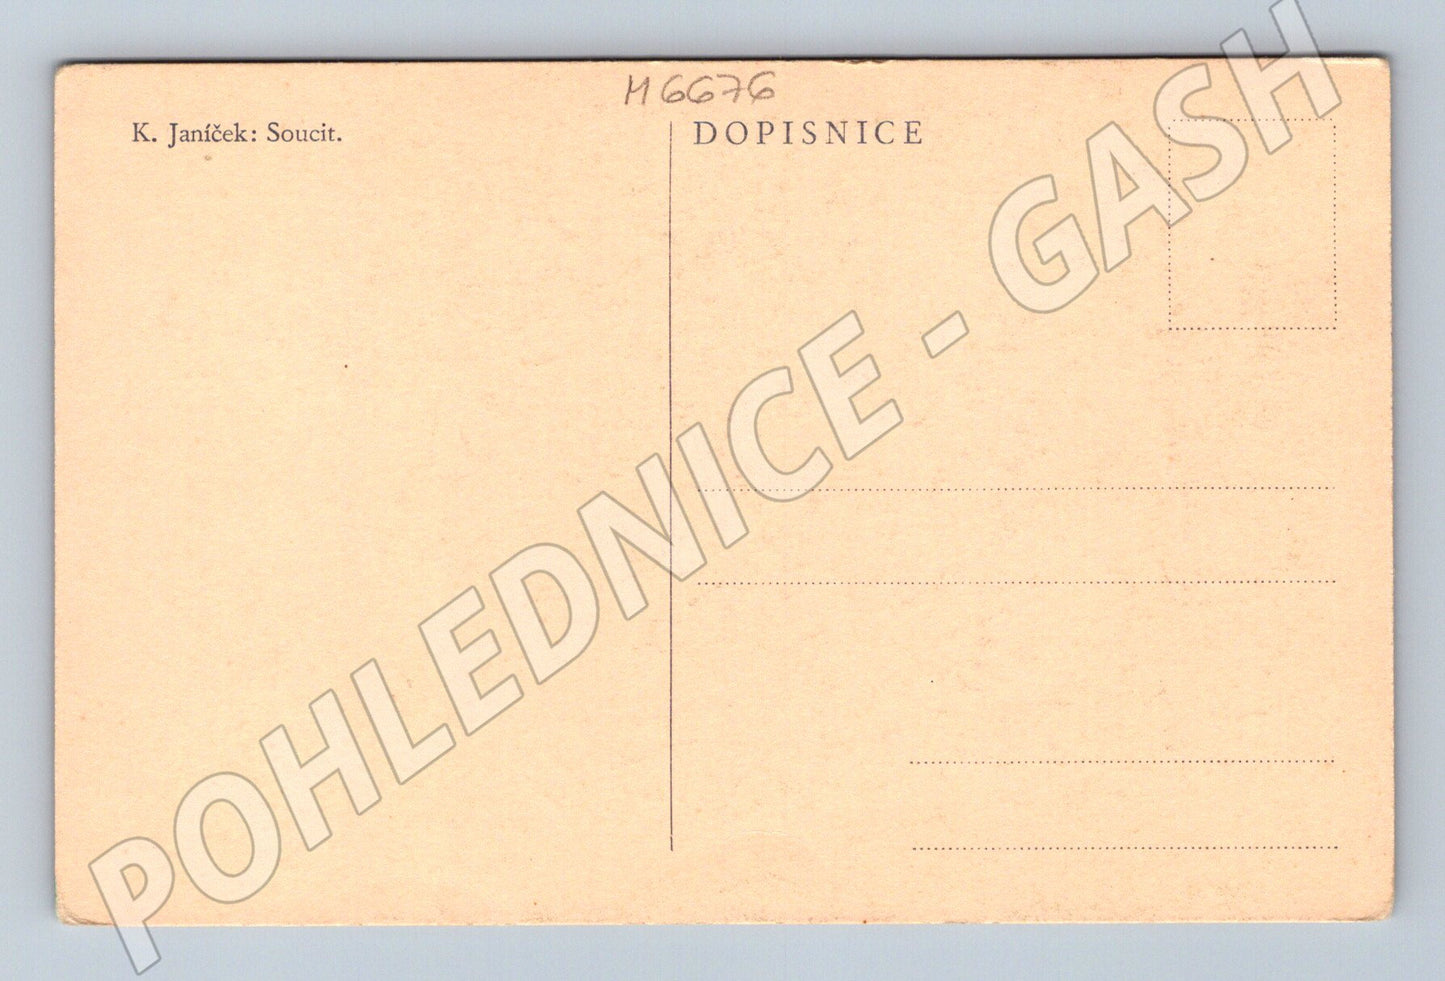 M6676
K. Janíček: Soucit.
DOPISNICE
POHLEDNICE - GASH